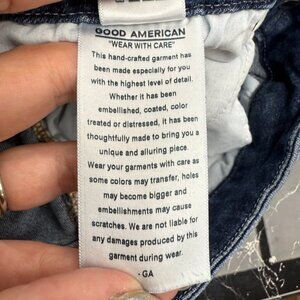 GOOD AMERICAN
"WEAR WITH CARE"
This hand-crafted garment has
been made especially for you
with the highest level of detail.
Whether it has been
embellished, coated, color
treated or distressed, it has been
thoughtfully made to bring you a
unique and alluring piece.
Wear your garments with care as
some colors may transfer, holes
may become bigger and
embellishments may cause
scratches. We are not liable for
any damages produced by this
garment during wear.
- GA